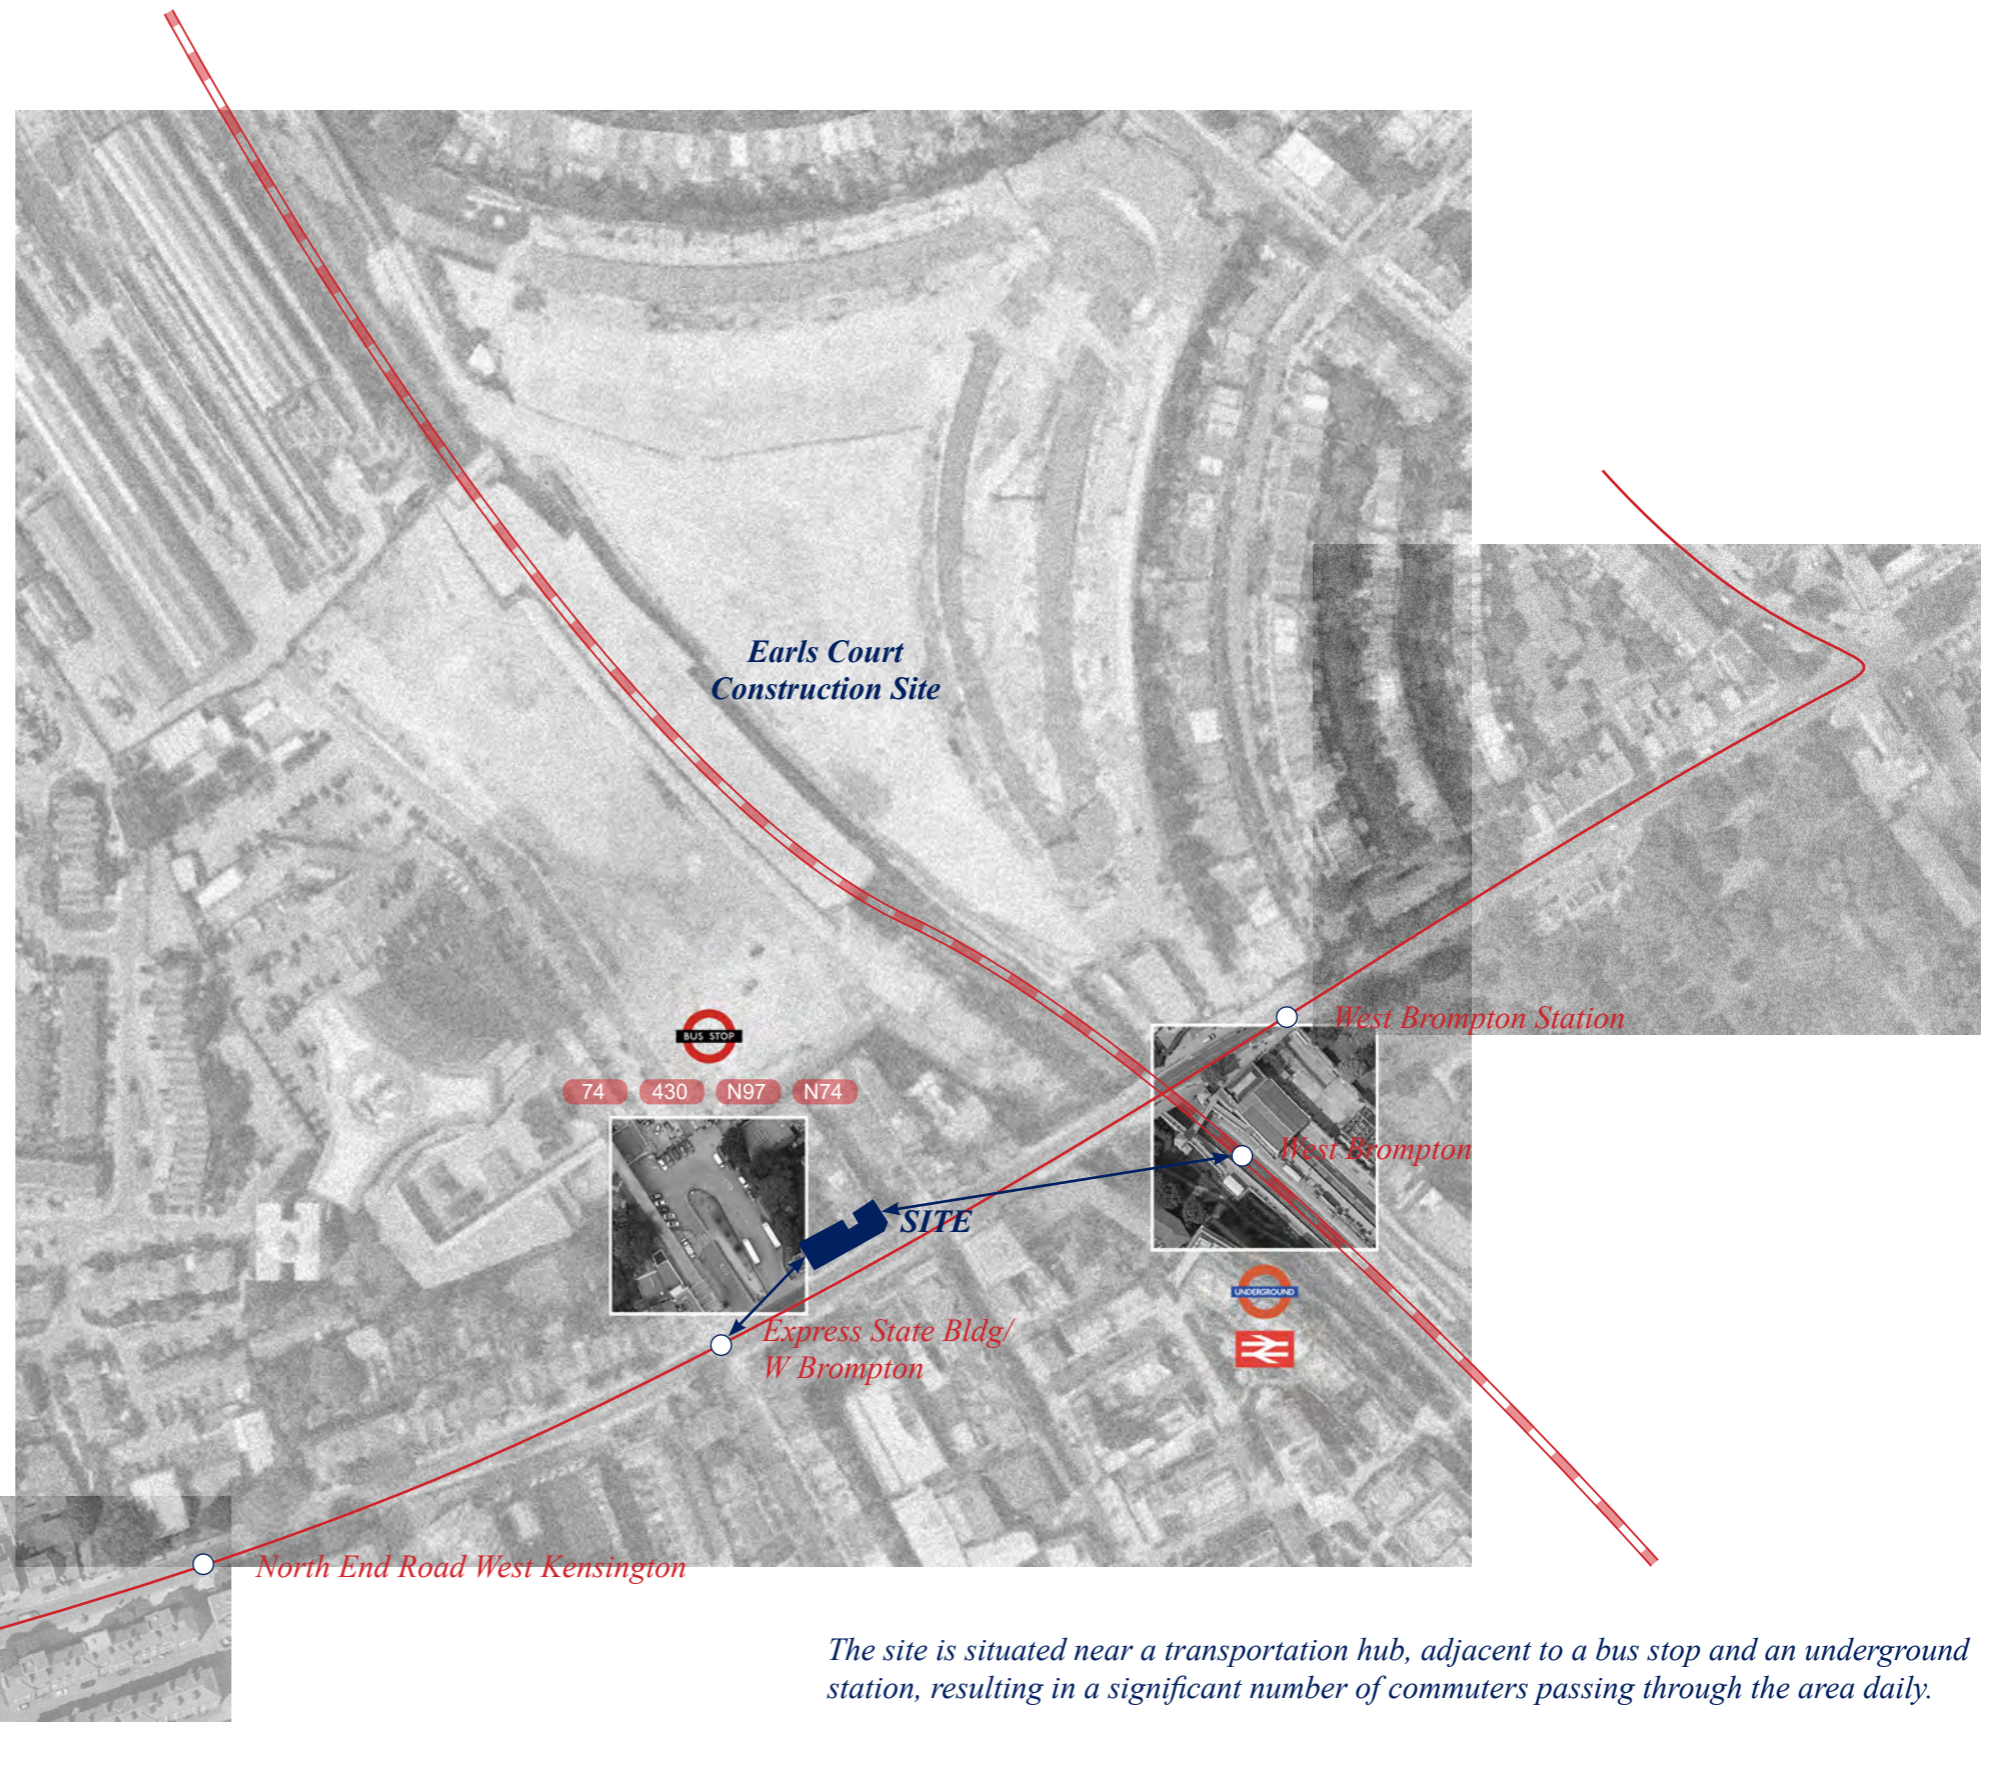 Earls Court
Construction Site
BUS STOP
74 430 N97 N74
West Brompton Station
West Brompton
SITE
UNDERGROUND
Express State Bldg/
W Brompton
North End Road West Kensington
The site is situated near a transportation hub, adjacent to a bus stop and an underground
station, resulting in a significant number of commuters passing through the area daily.